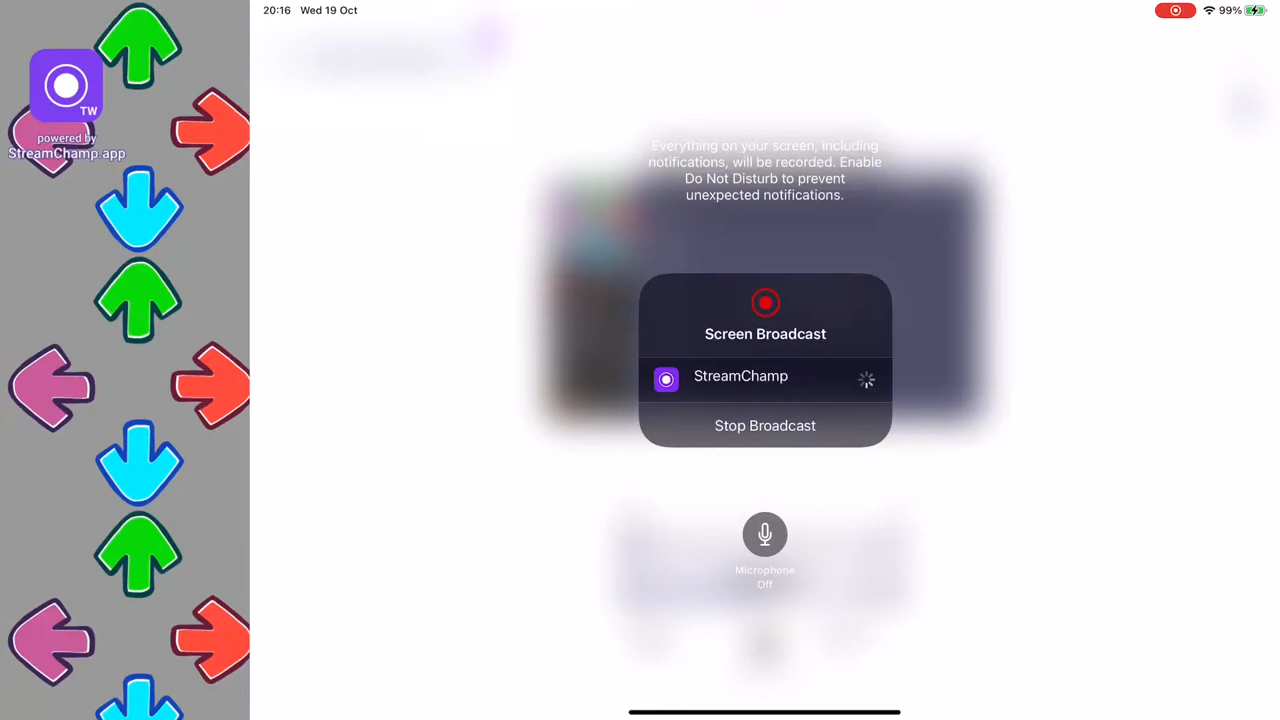 20:16 Wed 19 Oct
99%
TW
powered by
StreamChamp.app
Everything on your screen, including
notifications, will be recorded. Enable
Do Not Disturb to prevent
unexpected notifications.
Screen Broadcast
StreamChamp
Stop Broadcast
Microphone
Off